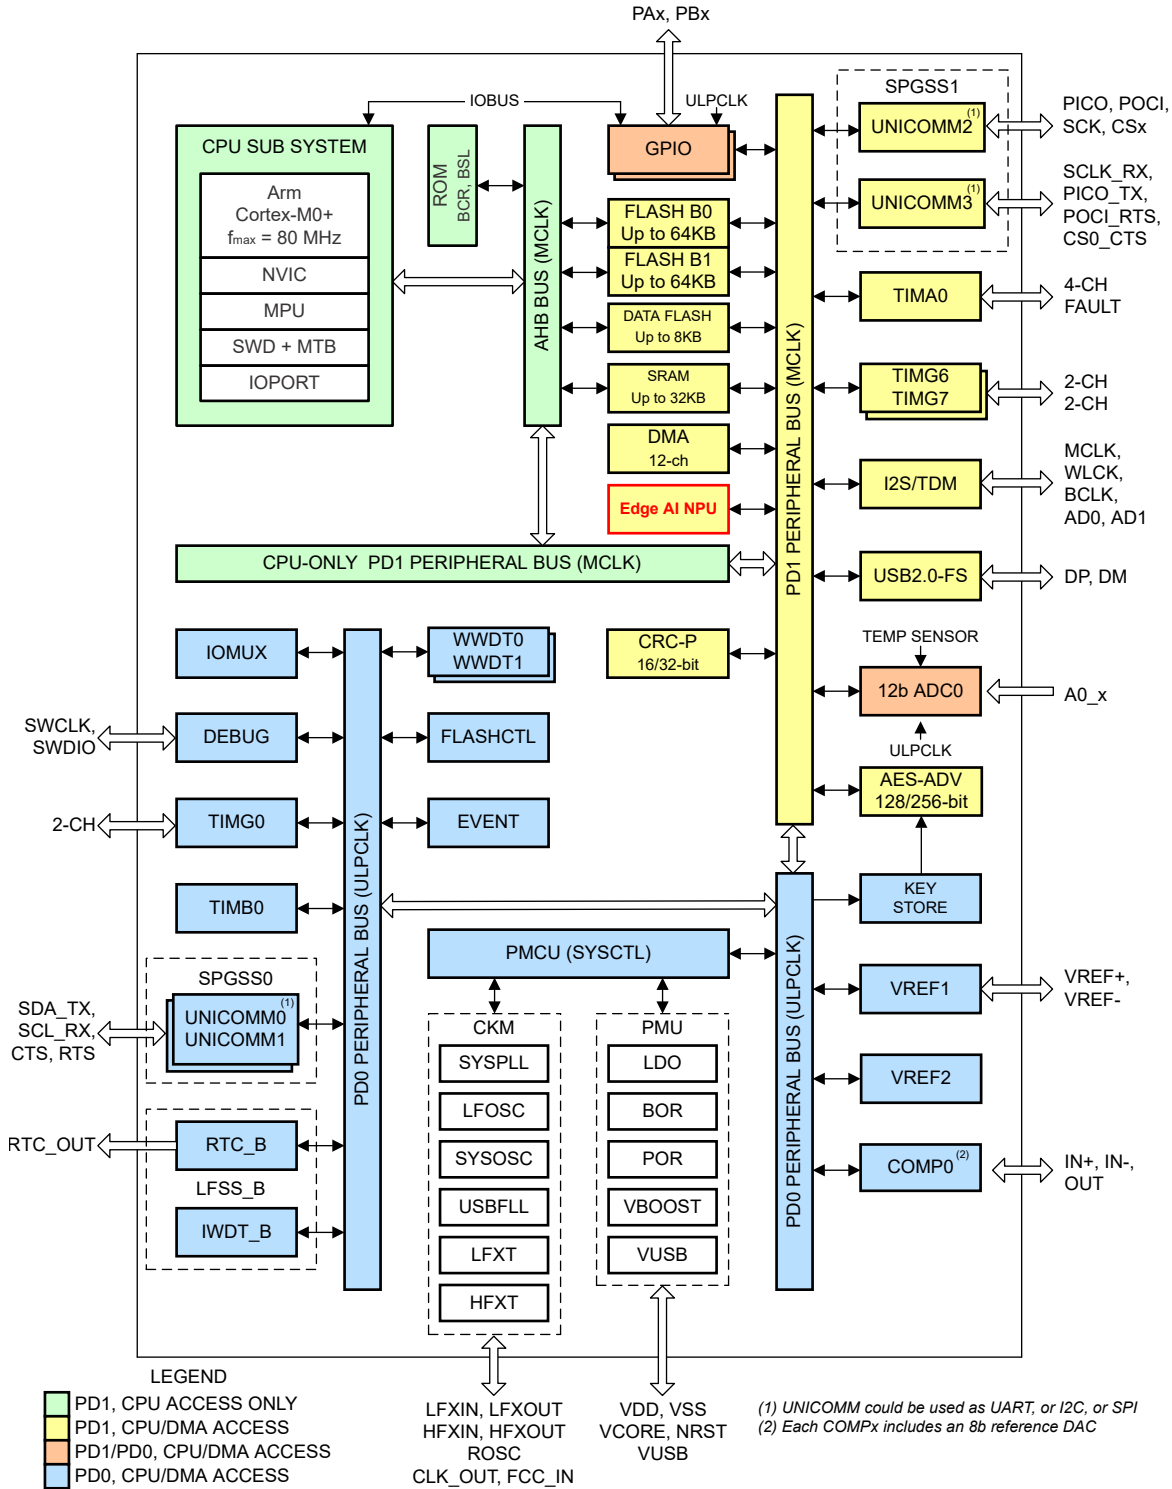 PAx, PBx
IOBUS
ULPCLK
CPU SUB SYSTEM
Arm
Cortex-M0+
fmax = 80 MHz
NVIC
MPU
SWD + MTB
IOPORT
ROM
BCR, BSL
AHB BUS (MCLK)
GPIO
FLASH B0
Up to 64KB
FLASH B1
Up to 64KB
DATA FLASH
Up to 8KB
SRAM
Up to 32KB
DMA
12-ch
Edge AI NPU
CPU-ONLY PD1 PERIPHERAL BUS (MCLK)
PD1 PERIPHERAL BUS (MCLK)
SPGSS1
UNICOMM2 (1)
PICO, POCI,
SCK, CSx
UNICOMM3 (1)
SCLK_RX,
PICO_TX,
POCI_RTS,
CS0_CTS
TIMA0
4-CH
FAULT
TIMG6
TIMG7
2-CH
2-CH
I2S/TDM
MCLK,
WLCK,
BCLK,
AD0, AD1
USB2.0-FS
DP, DM
CRC-P
16/32-bit
TEMP SENSOR
12b ADC0
A0_x
ULPCLK
AES-ADV
128/256-bit
KEY
STORE
IOMUX
WWDT0
WWDT1
SWCLK,
SWDIO
DEBUG
FLASHCTL
2-CH
TIMG0
EVENT
TIMB0
PD0 PERIPHERAL BUS (ULPCLK)
SPGSS0
SDA_TX,
SCL_RX,
CTS, RTS
UNICOMM0 (1)
UNICOMM1
RTC_OUT
RTC_B
LFSS_B
IWDT_B
PMCU (SYSCTL)
CKM
SYSPLL
LFOSC
SYSOSC
USBFLL
LFXT
HFXT
PMU
LDO
BOR
POR
VBOOST
VUSB
PD0 PERIPHERAL BUS (ULPCLK)
VREF1
VREF+,
VREF-
VREF2
COMP0 (2)
IN+, IN-,
OUT
LEGEND
PD1, CPU ACCESS ONLY
PD1, CPU/DMA ACCESS
PD1/PD0, CPU/DMA ACCESS
PD0, CPU/DMA ACCESS
LFXIN, LFXOUT
HFXIN, HFXOUT
ROSC
CLK_OUT, FCC_IN
VDD, VSS
VCORE, NRST
VUSB
(1) UNICOMM could be used as UART, or I2C, or SPI
(2) Each COMPx includes an 8b reference DAC